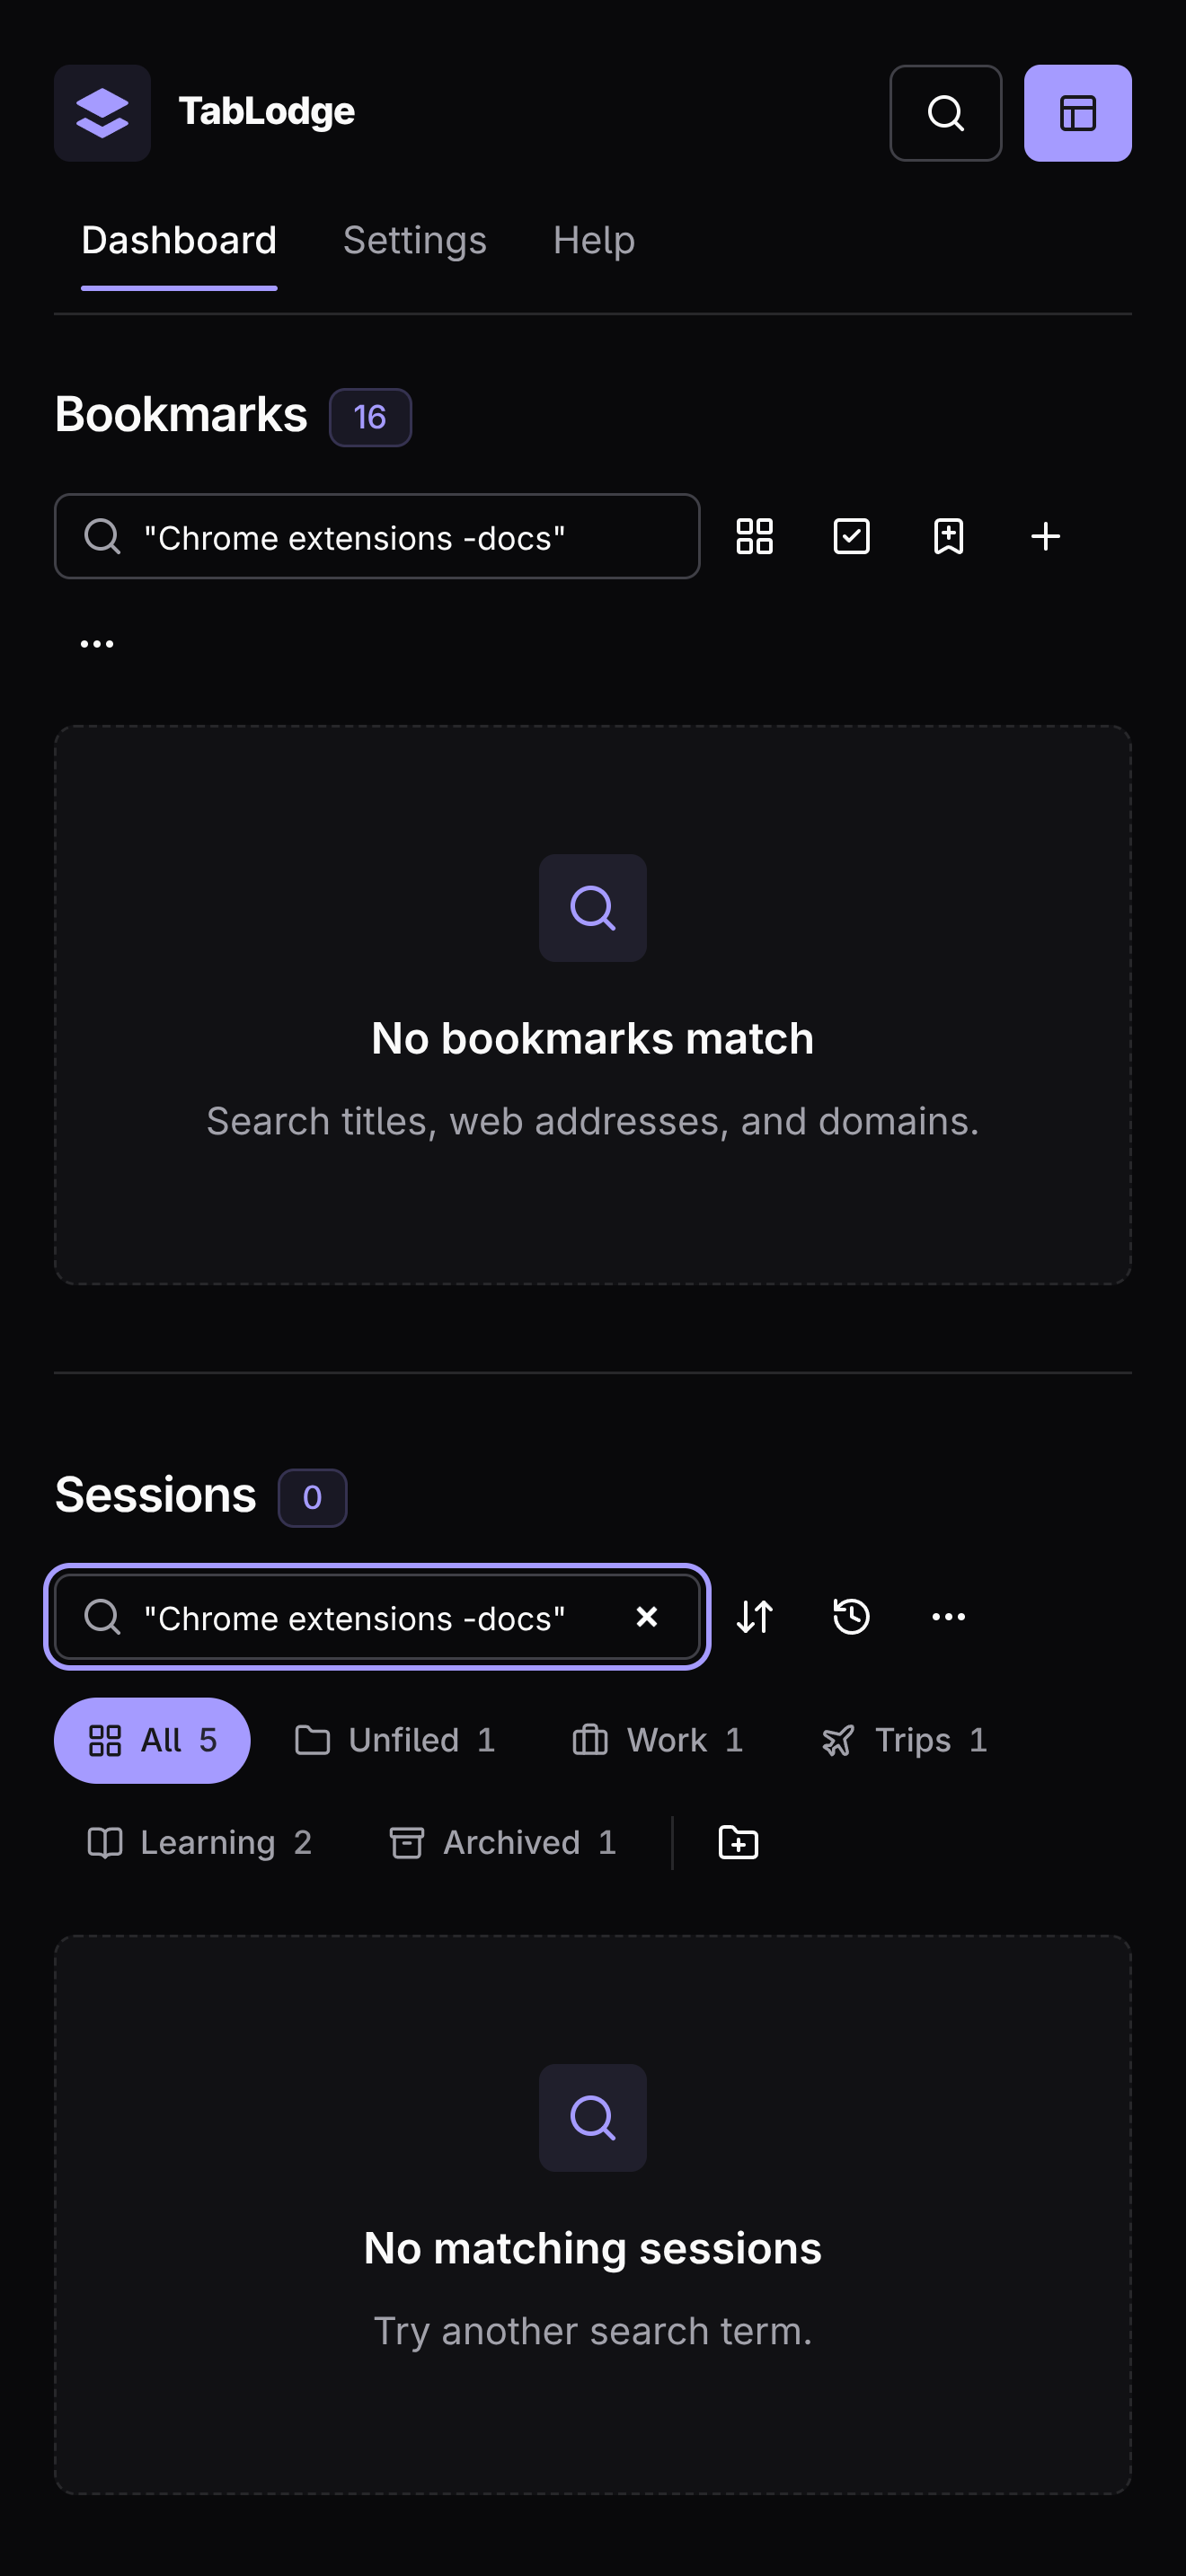 TabLodge
Dashboard Settings Help
Bookmarks 16
"Chrome extensions -docs"
No bookmarks match
Search titles, web addresses, and domains.
Sessions 0
"Chrome extensions -docs"
All 5 Unfiled 1 Work 1 Trips 1
Learning 2 Archived 1
No matching sessions
Try another search term.